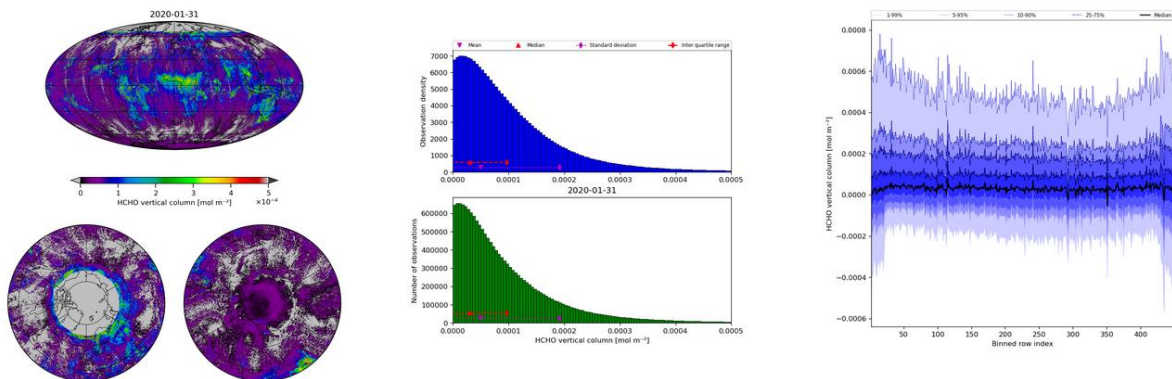 2020-01-31
0 1 2 3 4 5
×10⁻⁴
HCHO vertical column [mol m⁻²]
Mean Median Standard deviation Inter quartile range
Observation density
7000
6000
5000
4000
3000
2000
1000
0
0.0000 0.0001 0.0002 0.0003 0.0004 0.0005
2020-01-31
Number of observations
600000
500000
400000
300000
200000
100000
0
0.0000 0.0001 0.0002 0.0003 0.0004 0.0005
HCHO vertical column [mol m⁻²]
1-99% 5-95% 10-90% 25-75% Median
HCHO vertical column [mol m⁻²]
0.0008
0.0006
0.0004
0.0002
0.0000
−0.0002
−0.0004
−0.0006
50 100 150 200 250 300 350 400
Binned row index